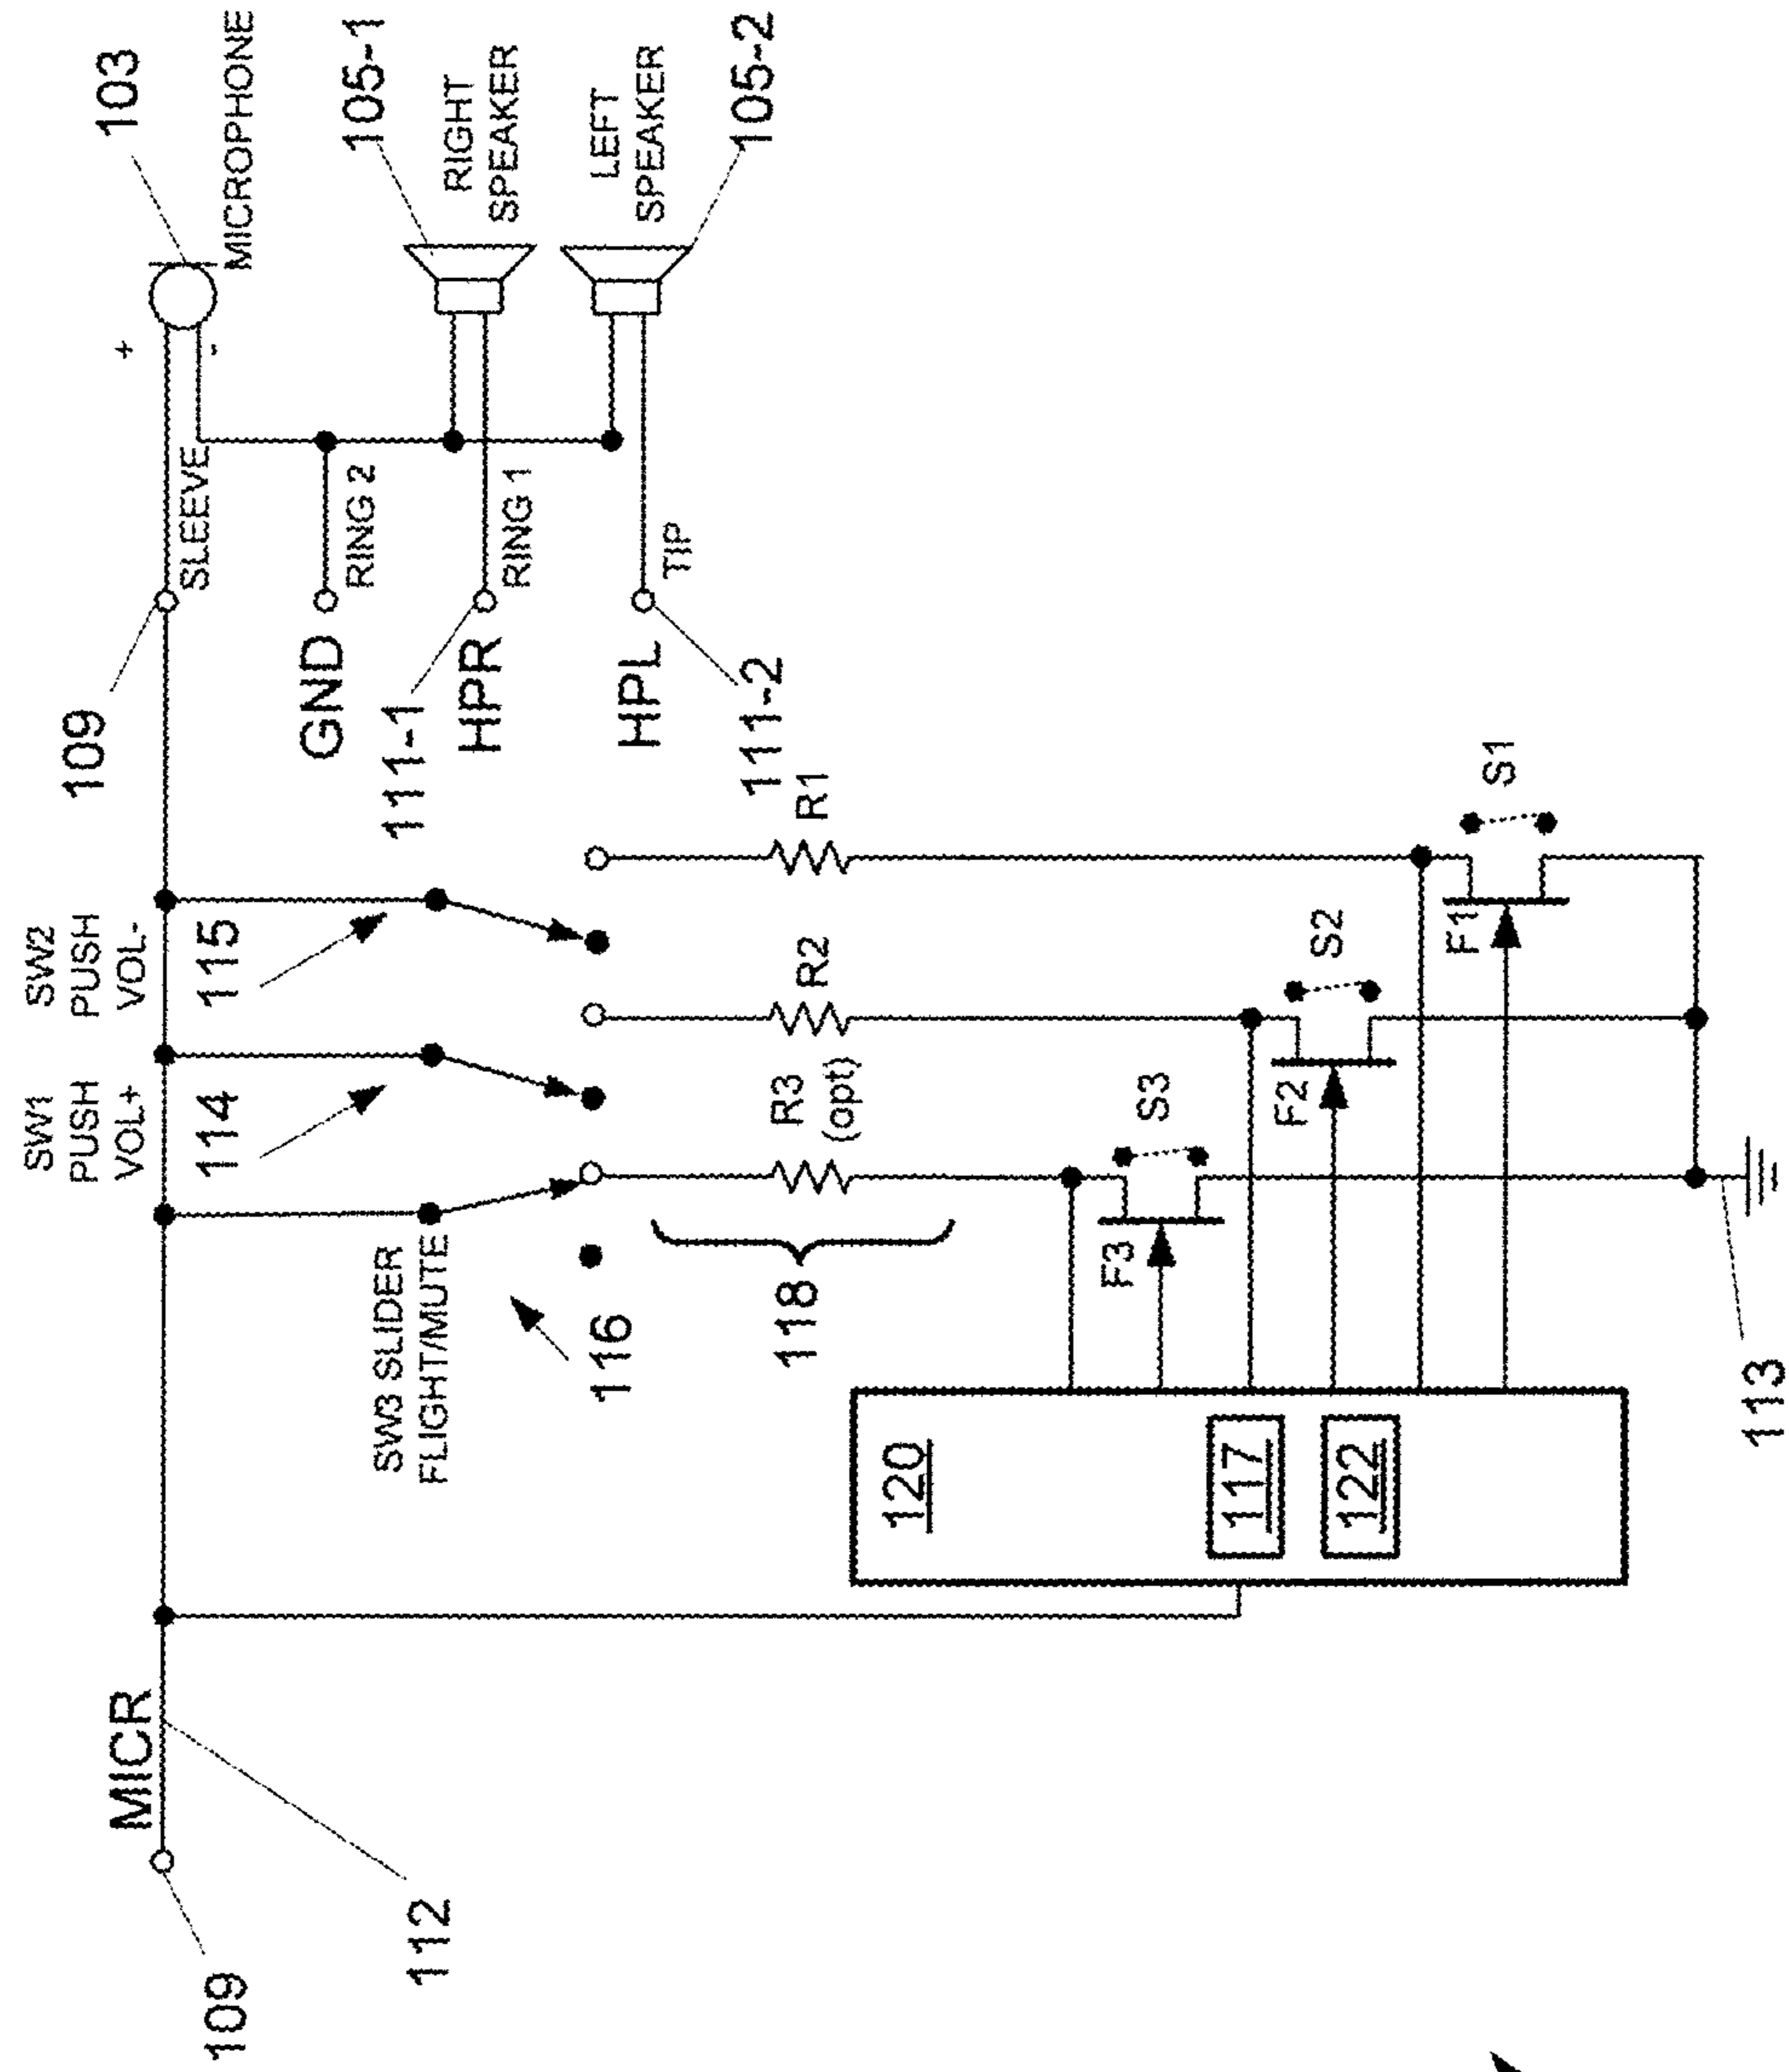 103
MICROPHONE
+
-
105-1
RIGHT
SPEAKER
LEFT
SPEAKER
105-2
SLEEVE
RING 2
RING 1
TIP
109
GND
111-1
HPR
HPL
111-2
SW2
PUSH
VOL-
115
SW1
PUSH
VOL+
114
SW3 SLIDER
FLIGHT/MUTE
116
118
R1
R2
R3
(opt)
S1
S2
S3
F1
F2
F3
120
117
122
113
MICR
112
109